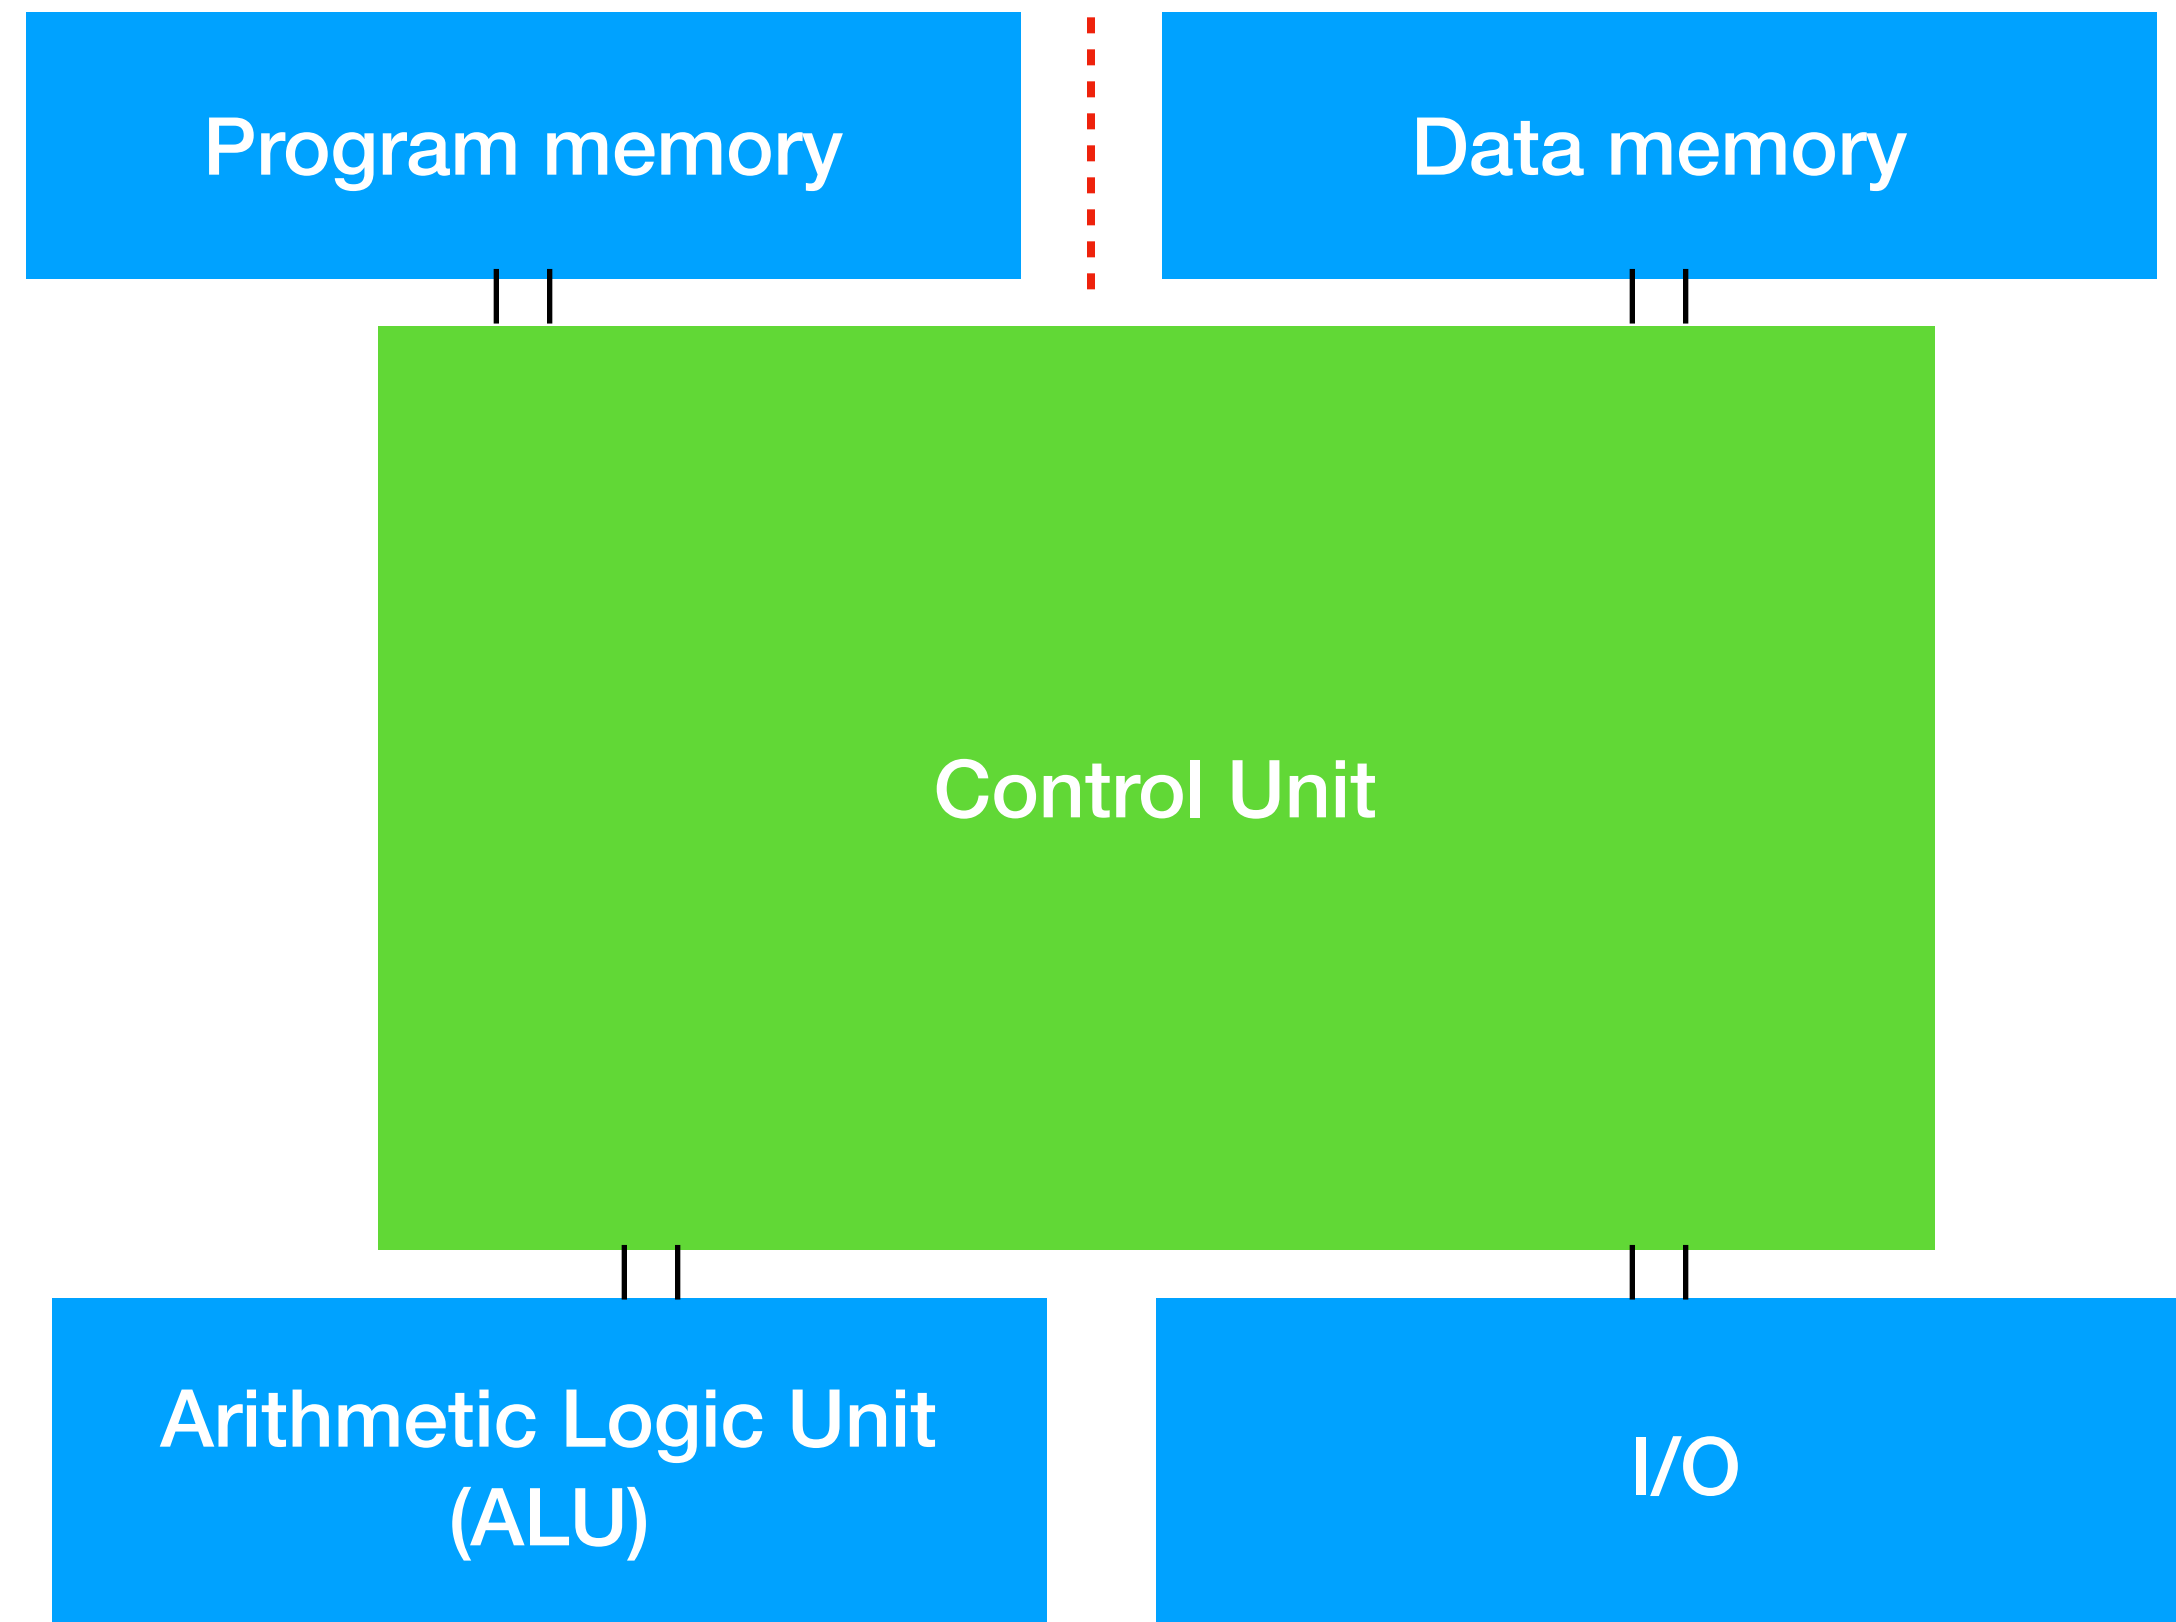 Program memory
Data memory
Control Unit
Arithmetic Logic Unit
(ALU)
I/O